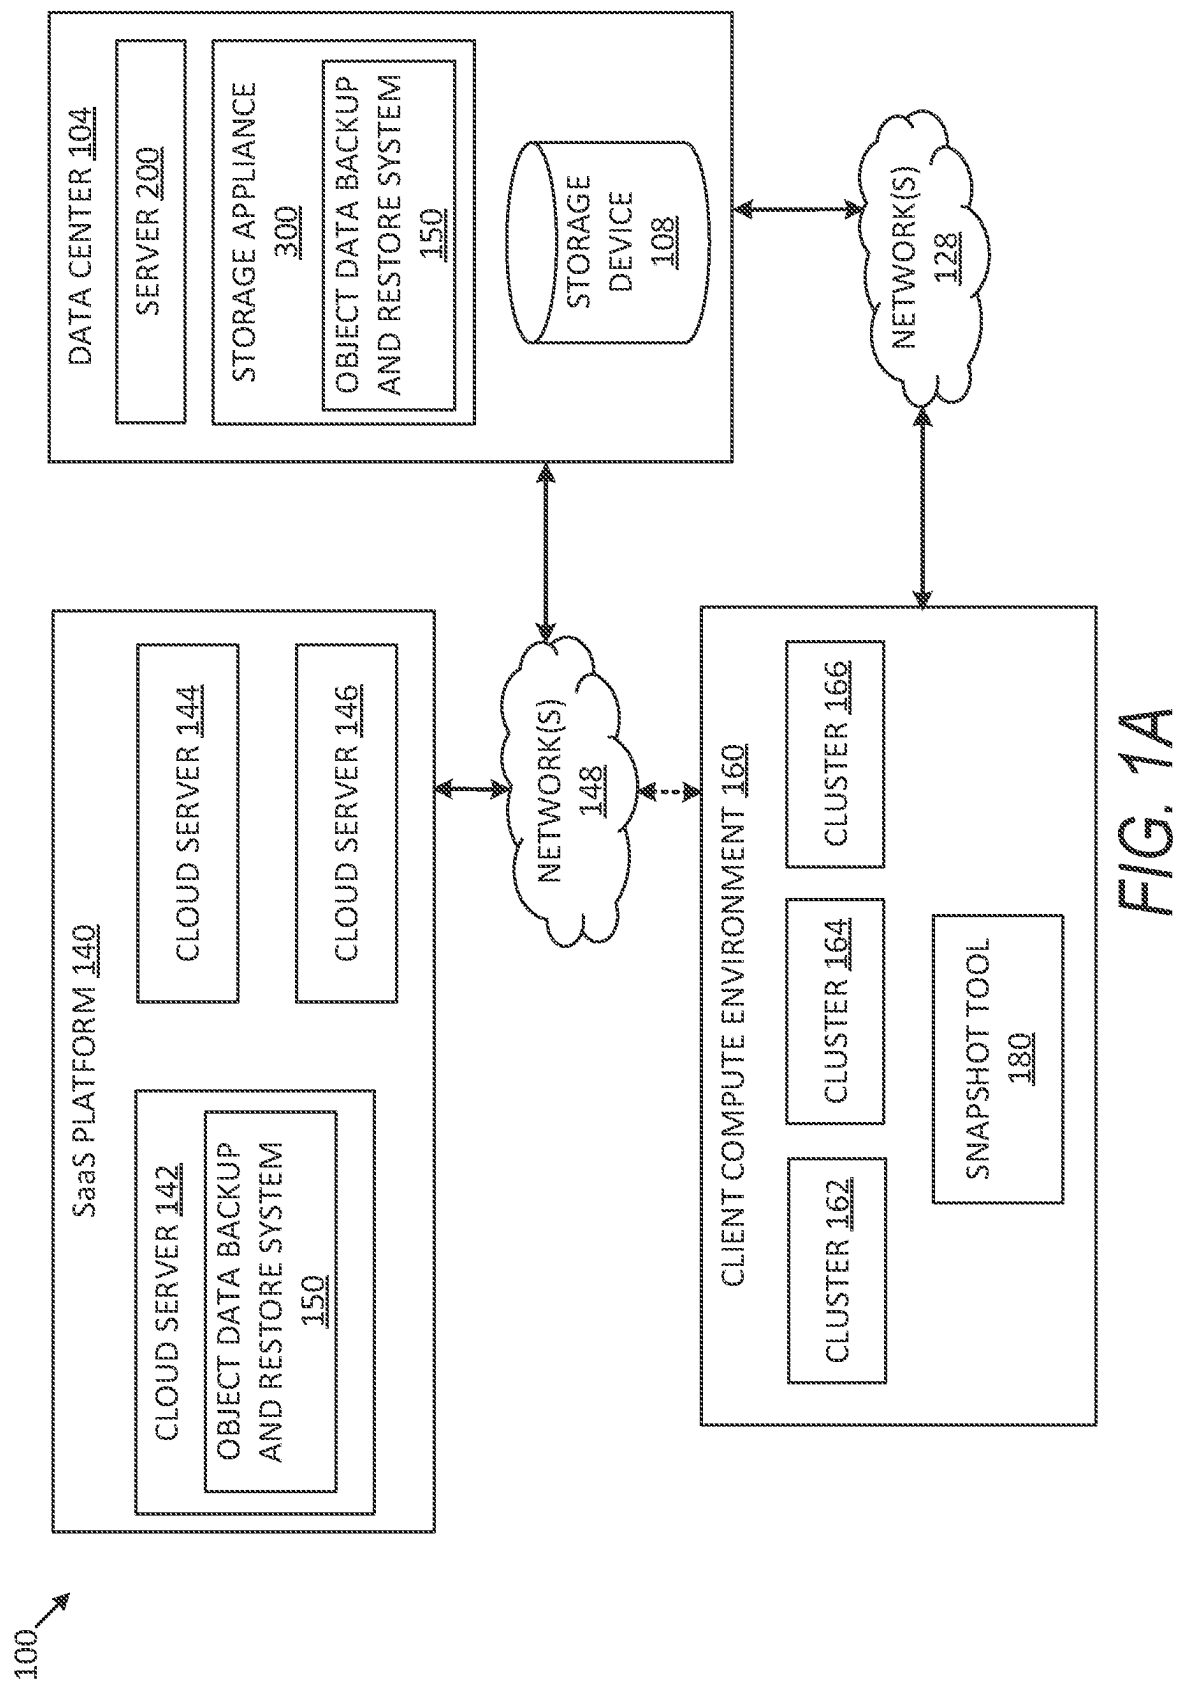 100
SaaS PLATFORM 140
CLOUD SERVER 142
OBJECT DATA BACKUP
AND RESTORE SYSTEM
150
CLOUD SERVER 144
CLOUD SERVER 146
DATA CENTER 104
SERVER 200
STORAGE APPLIANCE
300
OBJECT DATA BACKUP
AND RESTORE SYSTEM
150
STORAGE
DEVICE
108
NETWORK(S)
148
CLIENT COMPUTE ENVIRONMENT 160
CLUSTER 162
CLUSTER 164
CLUSTER 166
SNAPSHOT TOOL
180
NETWORK(S)
128
FIG. 1A